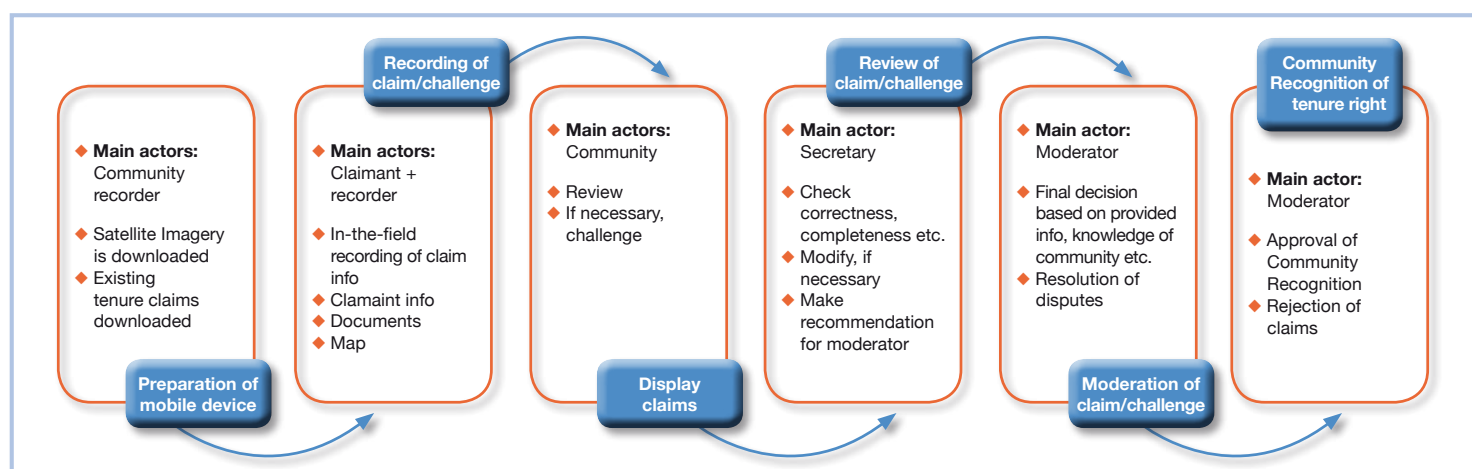 Main actors:
Community
recorder
Satellite Imagery
is downloaded
Existing
tenure claims
downloaded
Preparation of
mobile device
Recording of
claim/challenge
Main actors:
Claimant +
recorder
In-the-field
recording of claim
info
Clamaint info
Documents
Map
Main actors:
Community
Review
If necessary,
challenge
Display
claims
Review of
claim/challenge
Main actor:
Secretary
Check
correctness,
completeness etc.
Modify, if
necessary
Make
recommendation
for moderator
Main actor:
Moderator
Final decision
based on provided
info, knowledge of
community etc.
Resolution of
disputes
Moderation of
claim/challenge
Community
Recognition of
tenure right
Main actor:
Moderator
Approval of
Community
Recognition
Rejection of
claims